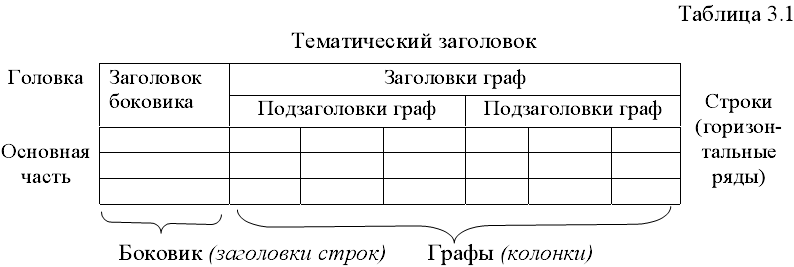 Таблица 3.1
Тематический заголовок
Головка
Заголовок
боковика
Заголовки граф
Подзаголовки граф
Подзаголовки граф
Строки
(горизон-
тальные
ряды)
Основная
часть
Боковик (заголовки строк)
Графы (колонки)